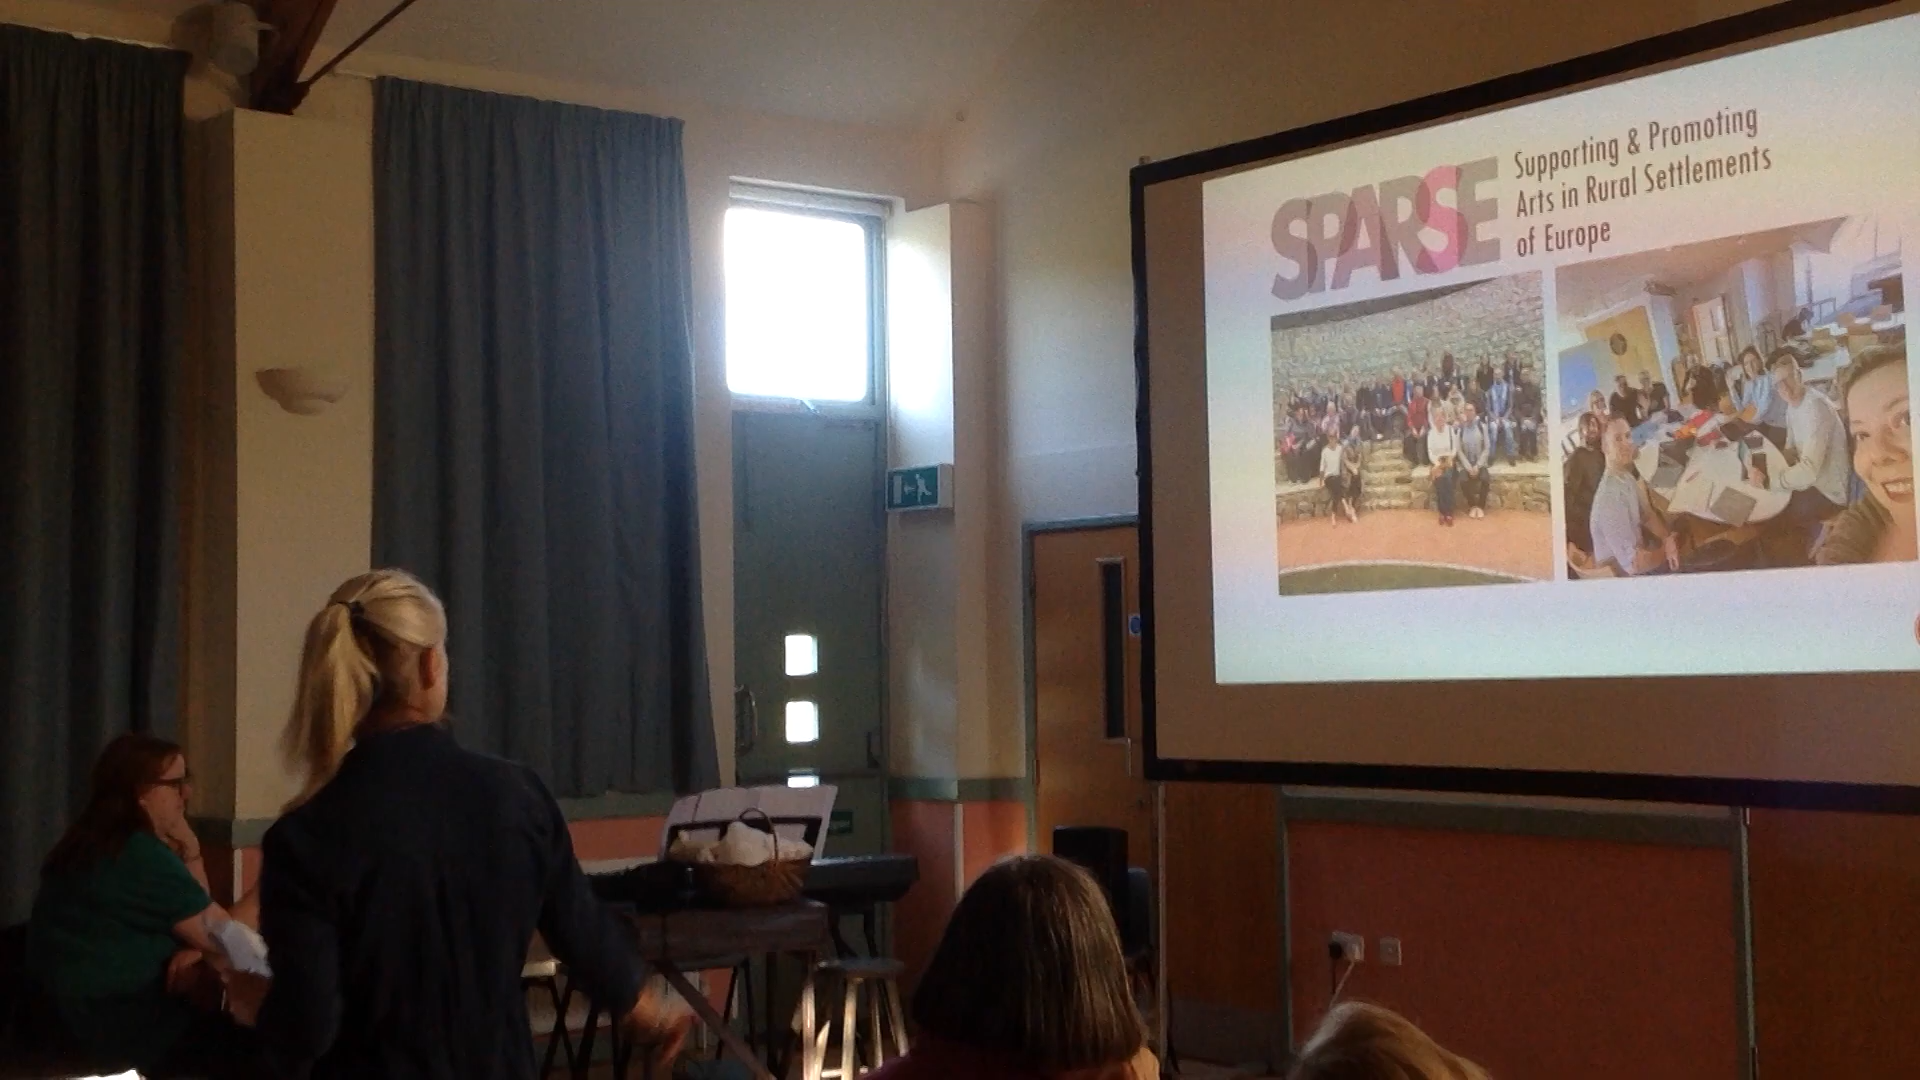 SPARSE
Supporting & Promoting
Arts in Rural Settlements
of Europe